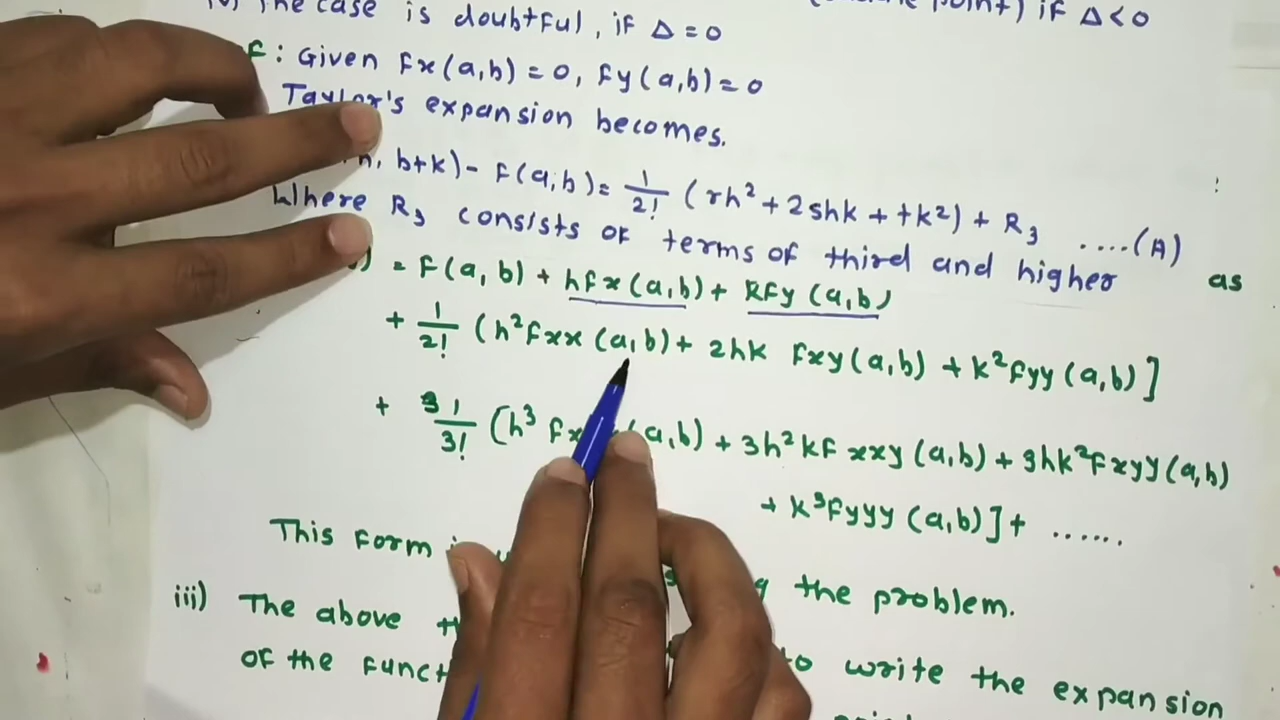 The case is doubtful, if Δ=0
point) if Δ<0
: Given fx(a,b)=0, fy(a,b)=0
Taylor's expansion becomes.
h, b+k) - f(a,b) = 1/2! (rh²+2shk + tk²) + R₃ ....(A)
Where R₃ consists of terms of third and higher
as
= f(a,b) + hfx(a,b) + kfy(a,b)
+ 1/2! (h²fxx(a,b) + 2hk fxy(a,b) + k²fyy(a,b)]
+ 1/3! (h³ (a,b) + 3h²kf xxy(a,b) + 3hk²fxyy(a,b)
+ k³fyyy(a,b)] + ......
This form the problem.
iii) The above to write the expansion
of the